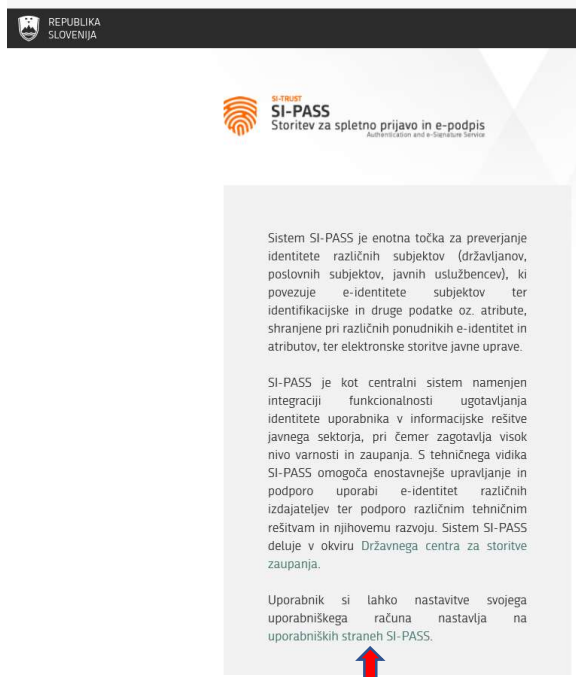 REPUBLIKA
SLOVENIJA
SI-TRUST
SI-PASS
Storitev za spletno prijavo in e-podpis
Authentication and e-Signature Service
Sistem SI-PASS je enotna točka za preverjanje
identitete različnih subjektov (državljanov,
poslovnih subjektov, javnih uslužbencev), ki
povezuje e-identitete subjektov ter
identifikacijske in druge podatke oz. atribute,
shranjene pri različnih ponudnikih e-identitet in
atributov, ter elektronske storitve javne uprave.
SI-PASS je kot centralni sistem namenjen
integraciji funkcionalnosti ugotavljanja
identitete uporabnika v informacijske rešitve
javnega sektorja, pri čemer zagotavlja visok
nivo varnosti in zaupanja. S tehničnega vidika
SI-PASS omogoča enostavnejše upravljanje in
podporo uporabi e-identitet različnih
izdajateljev ter podporo različnim tehničnim
rešitvam in njihovemu razvoju. Sistem SI-PASS
deluje v okviru Državnega centra za storitve
zaupanja.
Uporabnik si lahko nastavitve svojega
uporabniškega računa nastavlja na
uporabniških straneh SI-PASS.